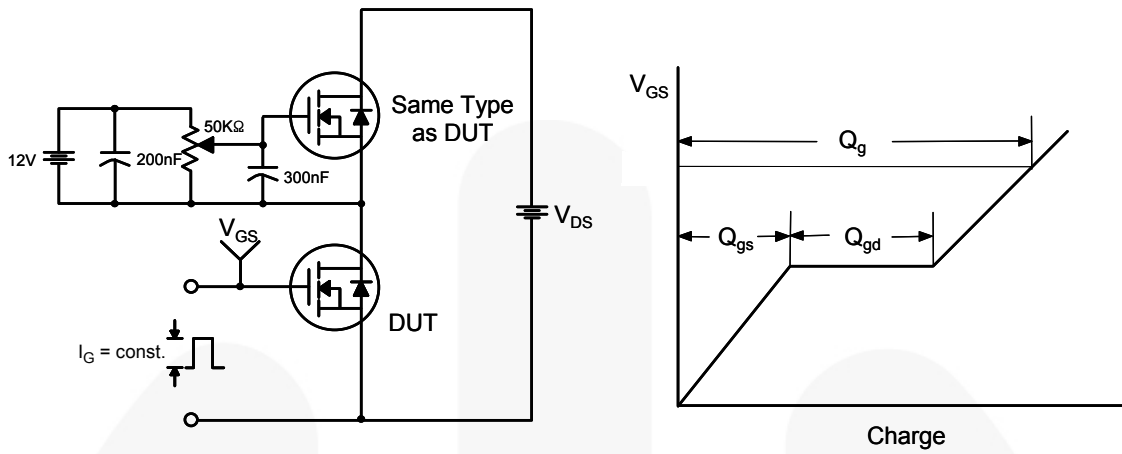 12V
200nF
50KΩ
300nF
Same Type
as DUT
V_GS
DUT
I_G = const.
V_DS
V_GS
Q_g
Q_gs
Q_gd
Charge